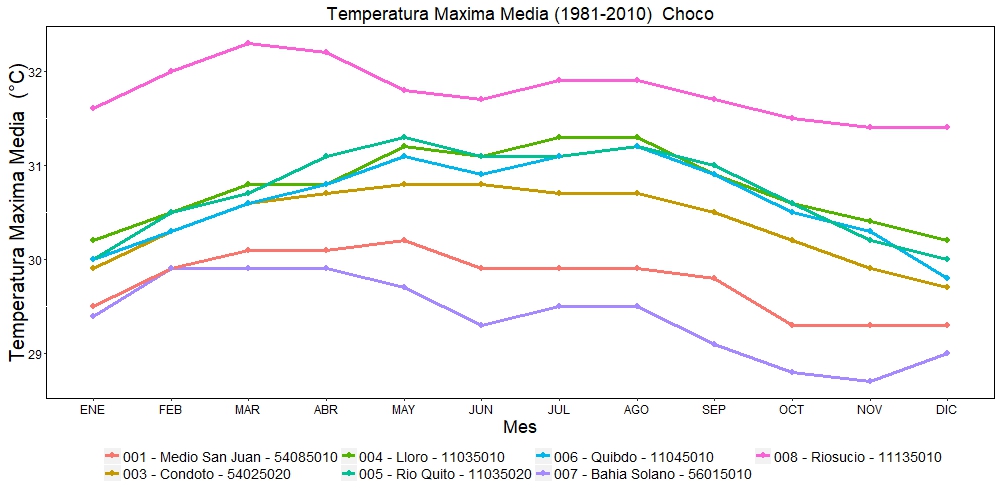 Temperatura Maxima Media (1981-2010)  Choco
Temperatura Maxima Media  (°C)
32
31
30
29
ENE FEB MAR ABR MAY JUN JUL AGO SEP OCT NOV DIC
Mes
001 - Medio San Juan - 54085010 004 - Lloro - 11035010 006 - Quibdo - 11045010 008 - Riosucio - 11135010
003 - Condoto - 54025020 005 - Rio Quito - 11035020 007 - Bahia Solano - 56015010